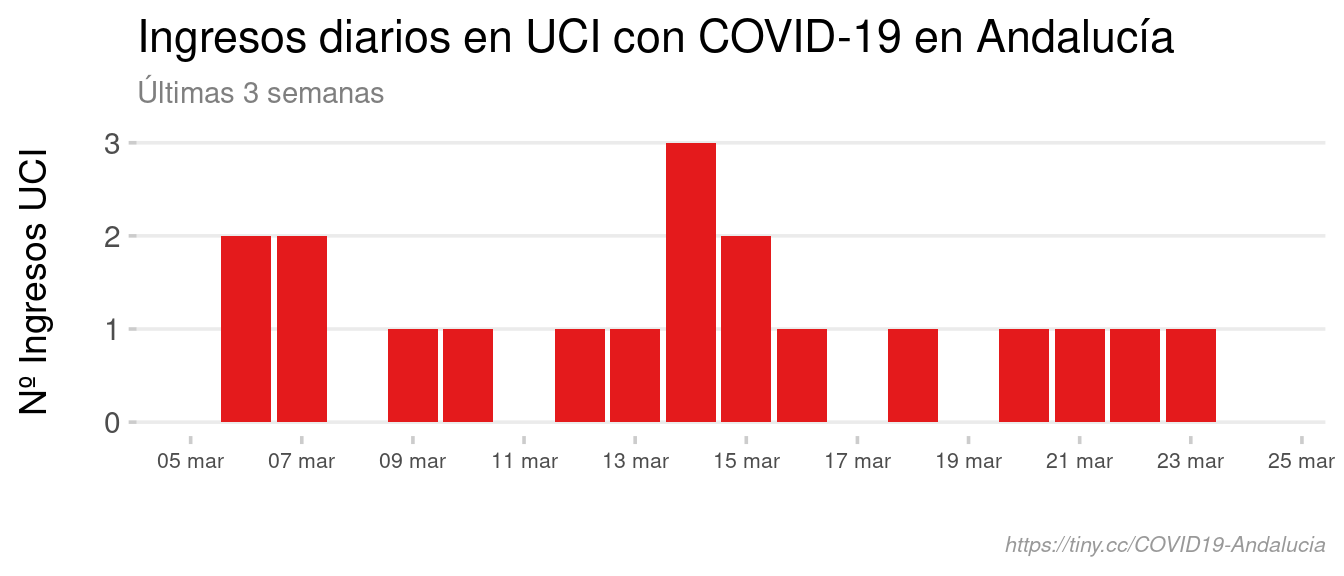 Ingresos diarios en UCI con COVID-19 en Andalucía
Últimas 3 semanas
Nº Ingresos UCI
3
2
1
0
05 mar 07 mar 09 mar 11 mar 13 mar 15 mar 17 mar 19 mar 21 mar 23 mar 25 mar
https://tiny.cc/COVID19-Andalucia